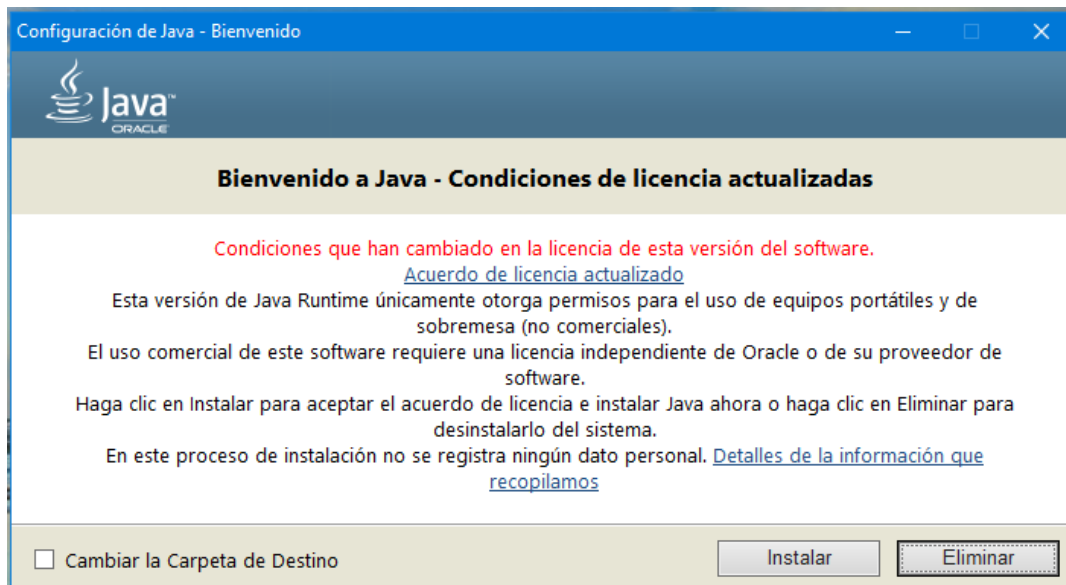 Configuración de Java - Bienvenido
Java™
ORACLE
Bienvenido a Java - Condiciones de licencia actualizadas
Condiciones que han cambiado en la licencia de esta versión del software.
Acuerdo de licencia actualizado
Esta versión de Java Runtime únicamente otorga permisos para el uso de equipos portátiles y de
sobremesa (no comerciales).
El uso comercial de este software requiere una licencia independiente de Oracle o de su proveedor de
software.
Haga clic en Instalar para aceptar el acuerdo de licencia e instalar Java ahora o haga clic en Eliminar para
desinstalarlo del sistema.
En este proceso de instalación no se registra ningún dato personal. Detalles de la información que
recopilamos
Cambiar la Carpeta de Destino
Instalar
Eliminar